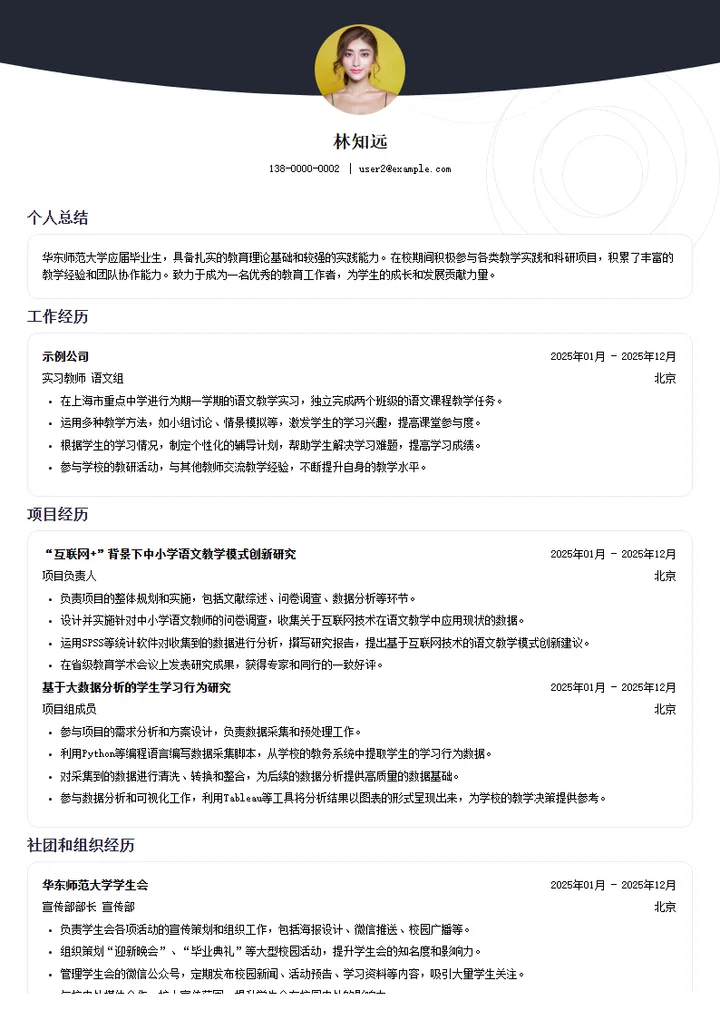 林知远
138-0000-0002 | user2@example.com
个人总结
华东师范大学应届毕业生，具备扎实的教育理论基础和较强的实践能力。在校期间积极参与各类教学实践和科研项目，积累了丰富的
教学经验和团队协作能力。致力于成为一名优秀的教育工作者，为学生的成长和发展贡献力量。
工作经历
示例公司 2025年01月 - 2025年12月
实习教师 语文组 北京
• 在上海市重点中学进行为期一学期的语文教学实习，独立完成两个班级的语文课程教学任务。
• 运用多种教学方法，如小组讨论、情景模拟等，激发学生的学习兴趣，提高课堂参与度。
• 根据学生的学习情况，制定个性化的辅导计划，帮助学生解决学习难题，提高学习成绩。
• 参与学校的教研活动，与其他教师交流教学经验，不断提升自身的教学水平。
项目经历
“互联网+”背景下中小学语文教学模式创新研究 2025年01月 - 2025年12月
项目负责人 北京
• 负责项目的整体规划和实施，包括文献综述、问卷调查、数据分析等环节。
• 设计并实施针对中小学语文教师的问卷调查，收集关于互联网技术在语文教学中应用现状的数据。
• 运用SPSS等统计软件对收集到的数据进行分析，撰写研究报告，提出基于互联网技术的语文教学模式创新建议。
• 在省级教育学术会议上发表研究成果，获得专家和同行的一致好评。
基于大数据分析的学生学习行为研究 2025年01月 - 2025年12月
项目组成员 北京
• 参与项目的需求分析和方案设计，负责数据采集和预处理工作。
• 利用Python等编程语言编写数据采集脚本，从学校的教务系统中提取学生的学习行为数据。
• 对采集到的数据进行清洗、转换和整合，为后续的数据分析提供高质量的数据基础。
• 参与数据分析和可视化工作，利用Tableau等工具将分析结果以图表的形式呈现出来，为学校的教学决策提供参考。
社团和组织经历
华东师范大学学生会 2025年01月 - 2025年12月
宣传部部长 宣传部 北京
• 负责学生会各项活动的宣传策划和组织工作，包括海报设计、微信推送、校园广播等。
• 组织策划“迎新晚会”、“毕业典礼”等大型校园活动，提升学生会的知名度和影响力。
• 管理学生会的微信公众号，定期发布校园新闻、活动预告、学习资料等内容，吸引大量学生关注。